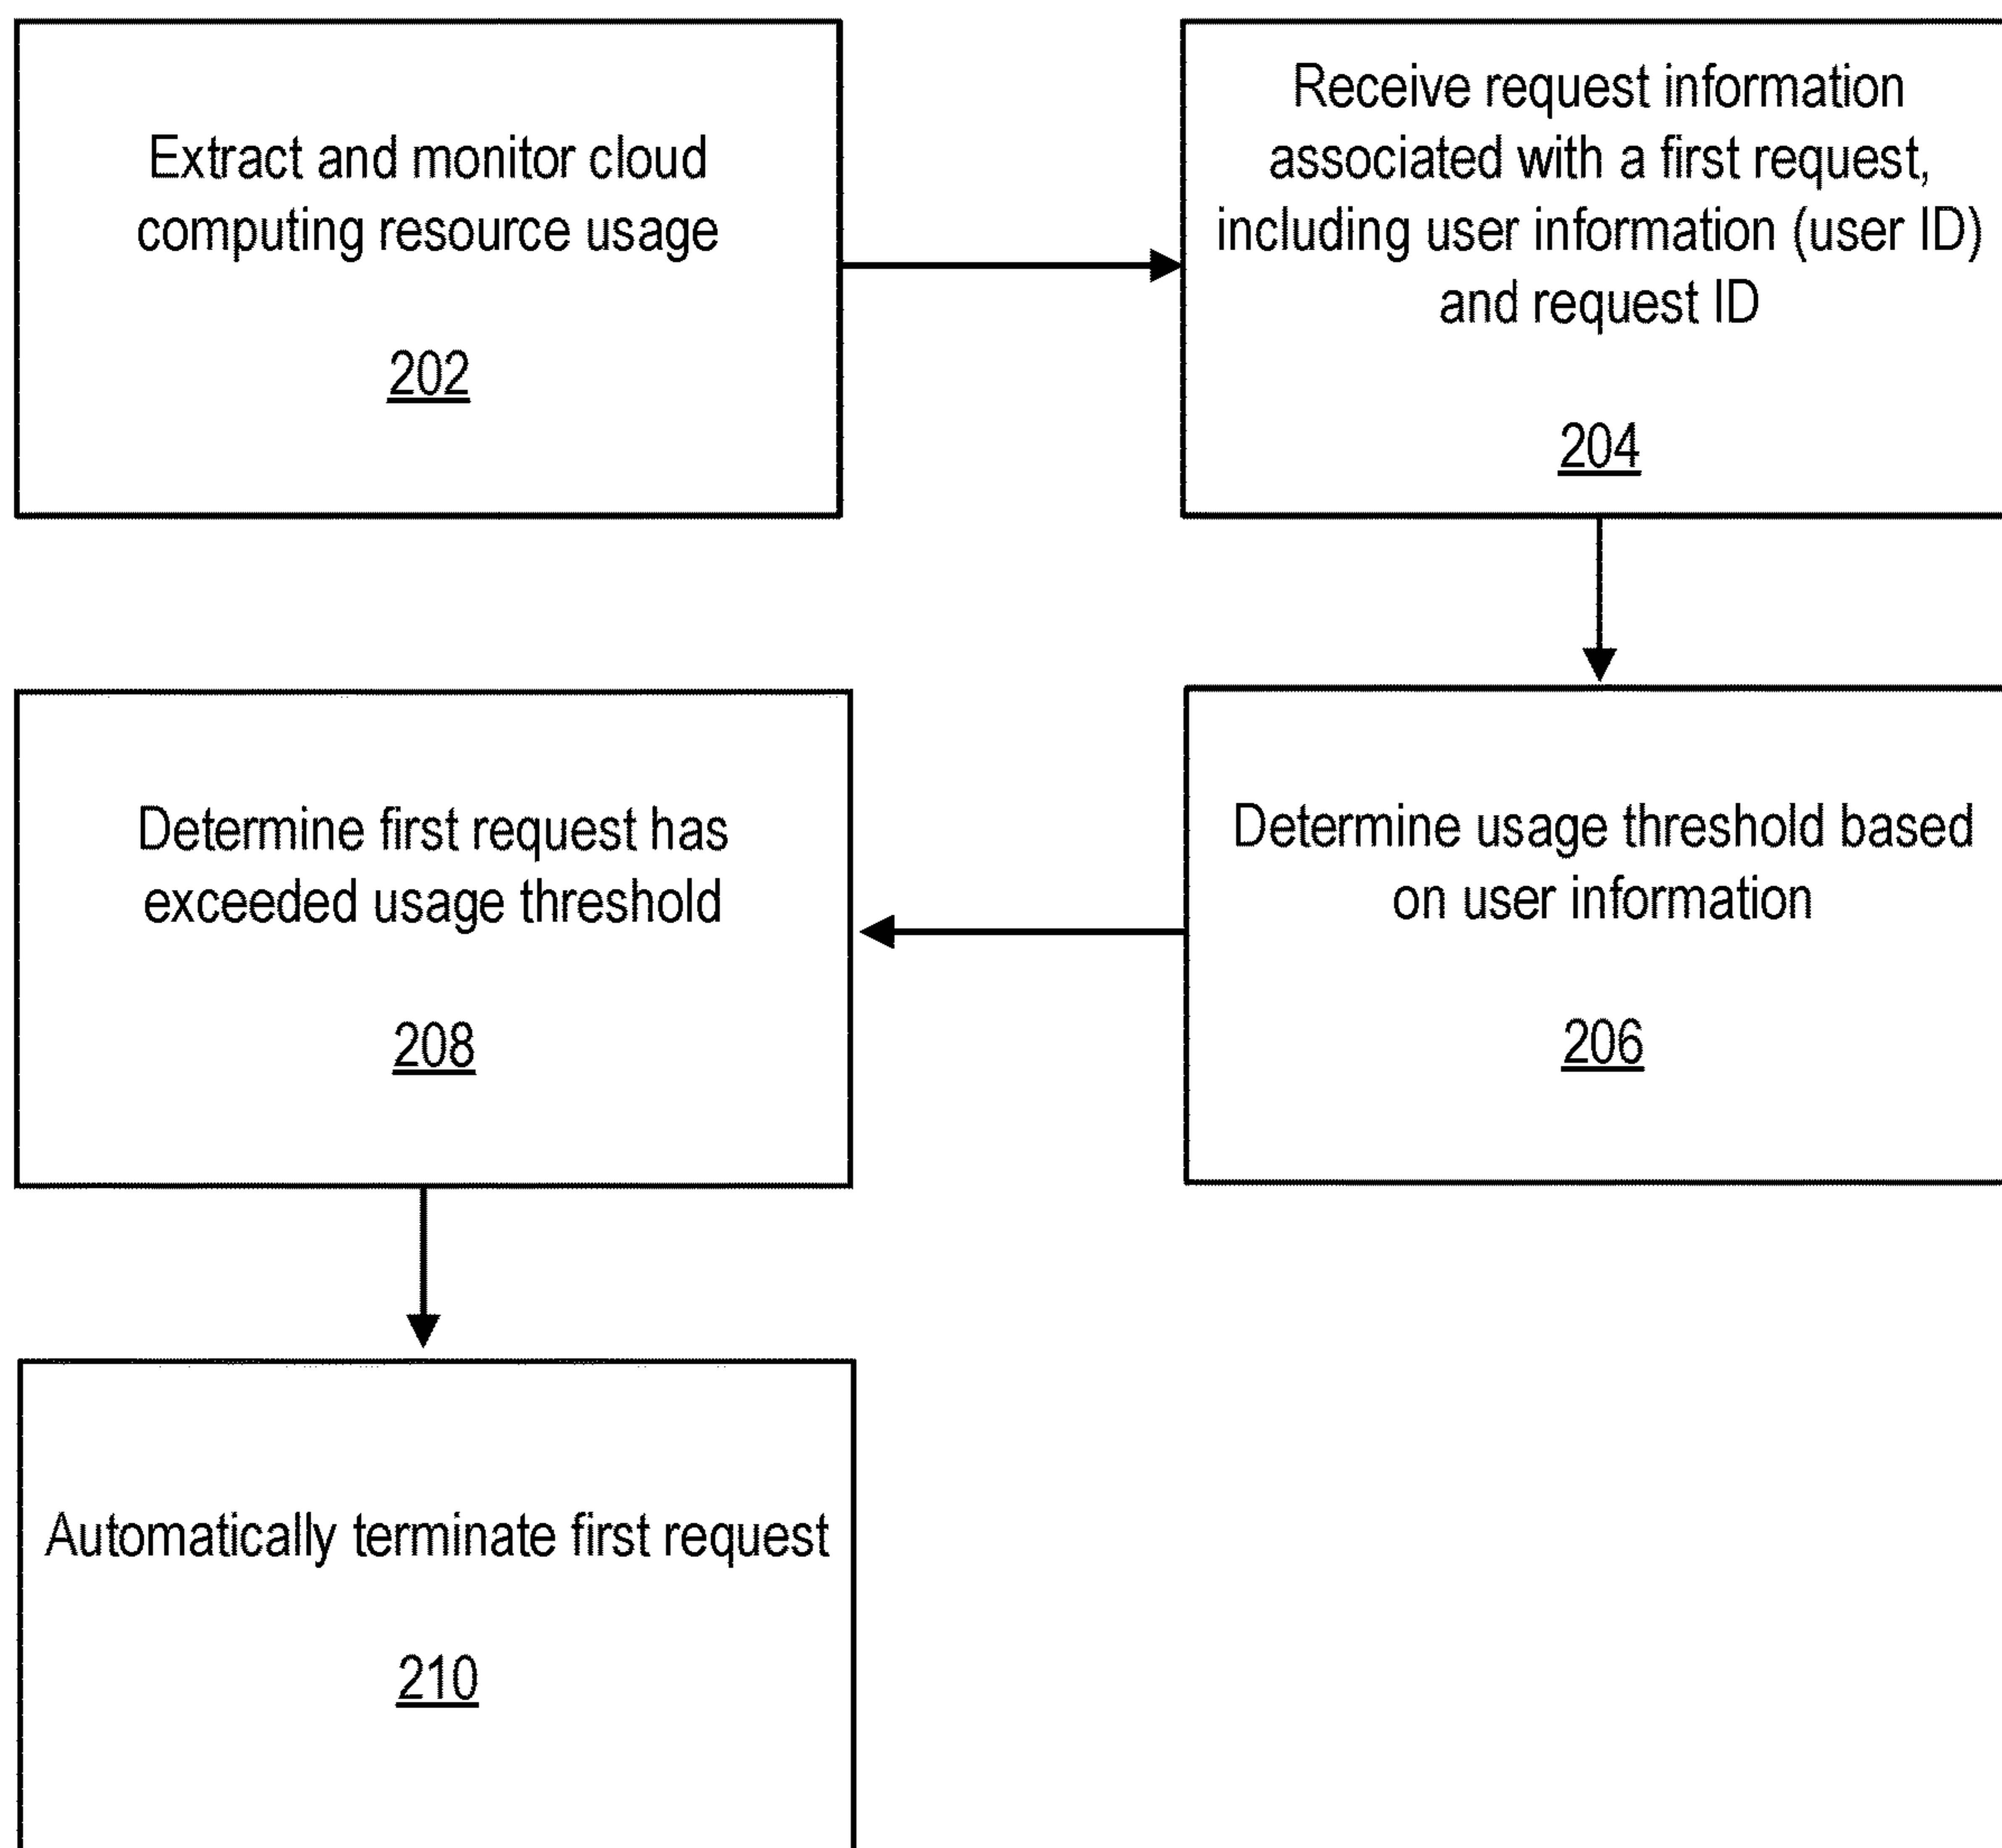 Extract and monitor cloud
computing resource usage
202
Receive request information
associated with a first request,
including user information (user ID)
and request ID
204
Determine usage threshold based
on user information
206
Determine first request has
exceeded usage threshold
208
Automatically terminate first request
210